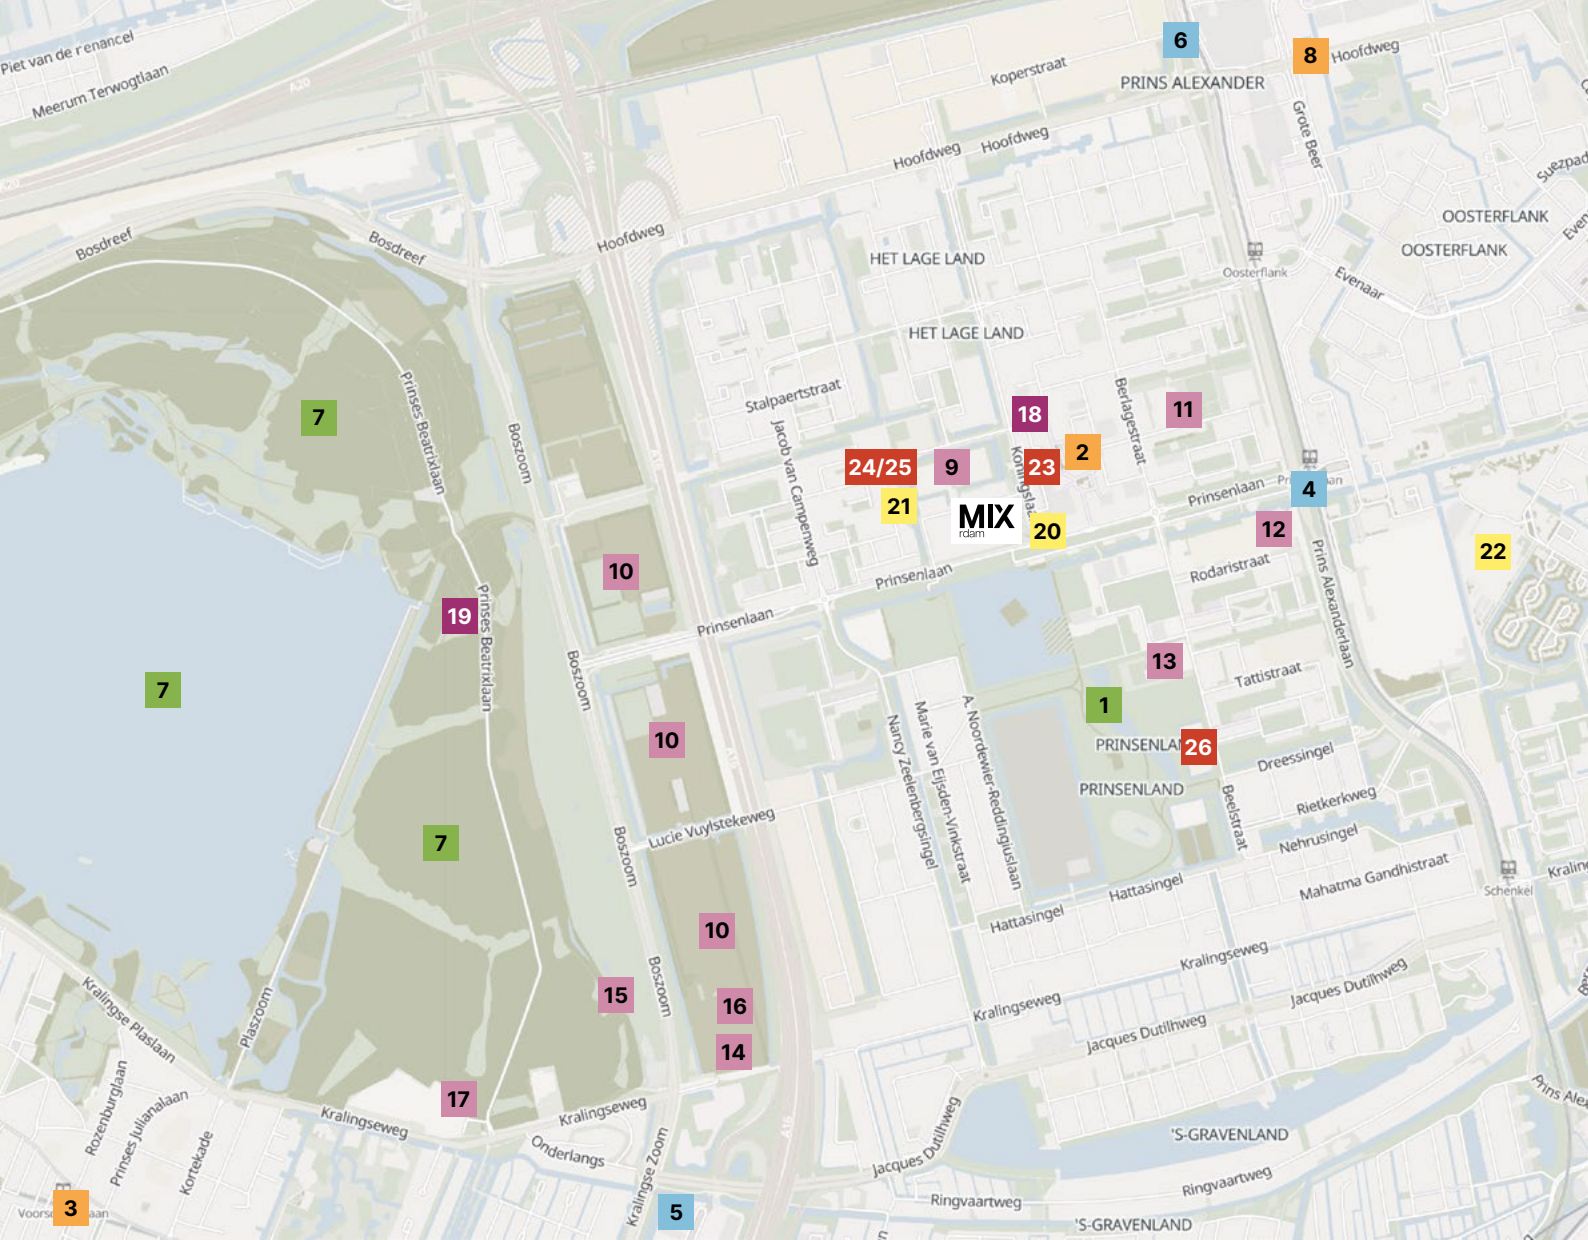 Piet van de
Meerum Terwogtlaan
A20
6
8
Hoofdweg
Koperstraat
PRINS ALEXANDER
Grote Beer
Hoofdweg
Hoofdweg
A16
Suezpad
OOSTERFLANK
OOSTERFLANK
Bosdreef
Bosdreef
Hoofdweg
HET LAGE LAND
Oosterflank
Evenaar
HET LAGE LAND
Prinses Beatrixlaan
7
Boszoom
Stalpaertstraat
Jacob van Campenweg
18
Berlagestraat
11
24/25
9
23
2
21
MIX
rdam
20
Prinsenlaan
4
12
22
10
Prinsenlaan
Rodaristraat
Prins Alexanderlaan
19
Prinses Beatrixlaan
Prinsenlaan
Boszoom
13
Tattistraat
7
1
10
PRINSENLA
26
Dreessingel
Nancy Zeelenbergsingel
Marie van Eijsden-Vinkstraat
A. Noordewier-Reddingiuslaan
PRINSENLAND
Beelstraat
Rietkerkweg
7
Lucie Vuylstekeweg
Nehrusingel
Boszoom
Mahatma Gandhistraat
Schenkel
Hattasingel
Hattasingel
10
Kralingseweg
Boszoom
15
16
14
Kralingseweg
Jacques Dutilhweg
Jacques Dutilhweg
Kralingse Plaslaan
Plaszoom
17
Kralingseweg
Kralingseweg
Rozenburglaan
Prinses Julianalaan
Kortekade
Onderlangs
Kralingse Zoom
Jacques Dutilhweg
A16
'S-GRAVENLAND
Ringvaartweg
Ringvaartweg
3
5
'S-GRAVENLAND